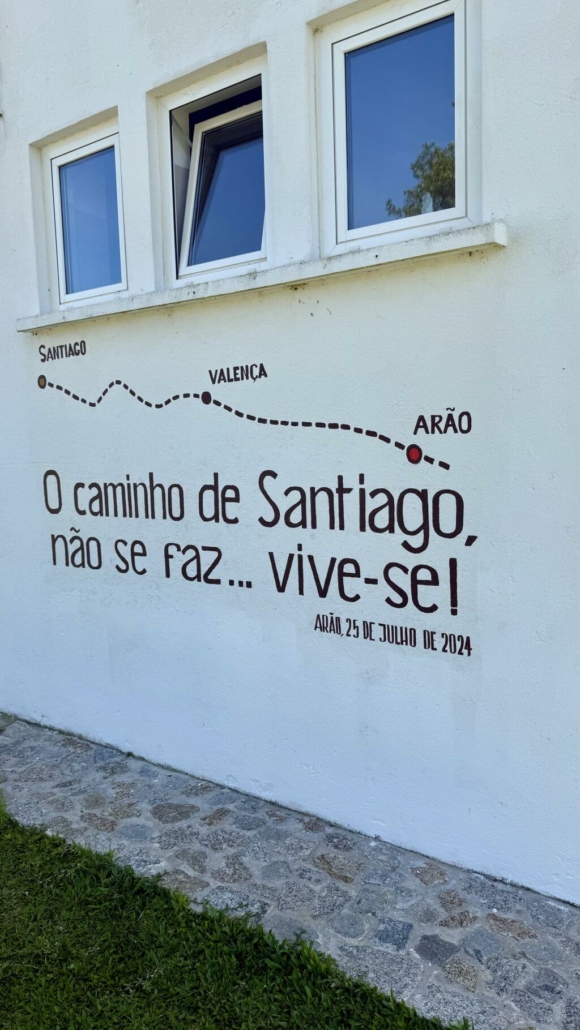 SANTIAGO
VALENÇA
ARÃO
O caminho de Santiago,
não se faz... vive-se!
ARÃO, 25 DE JULHO DE 2024